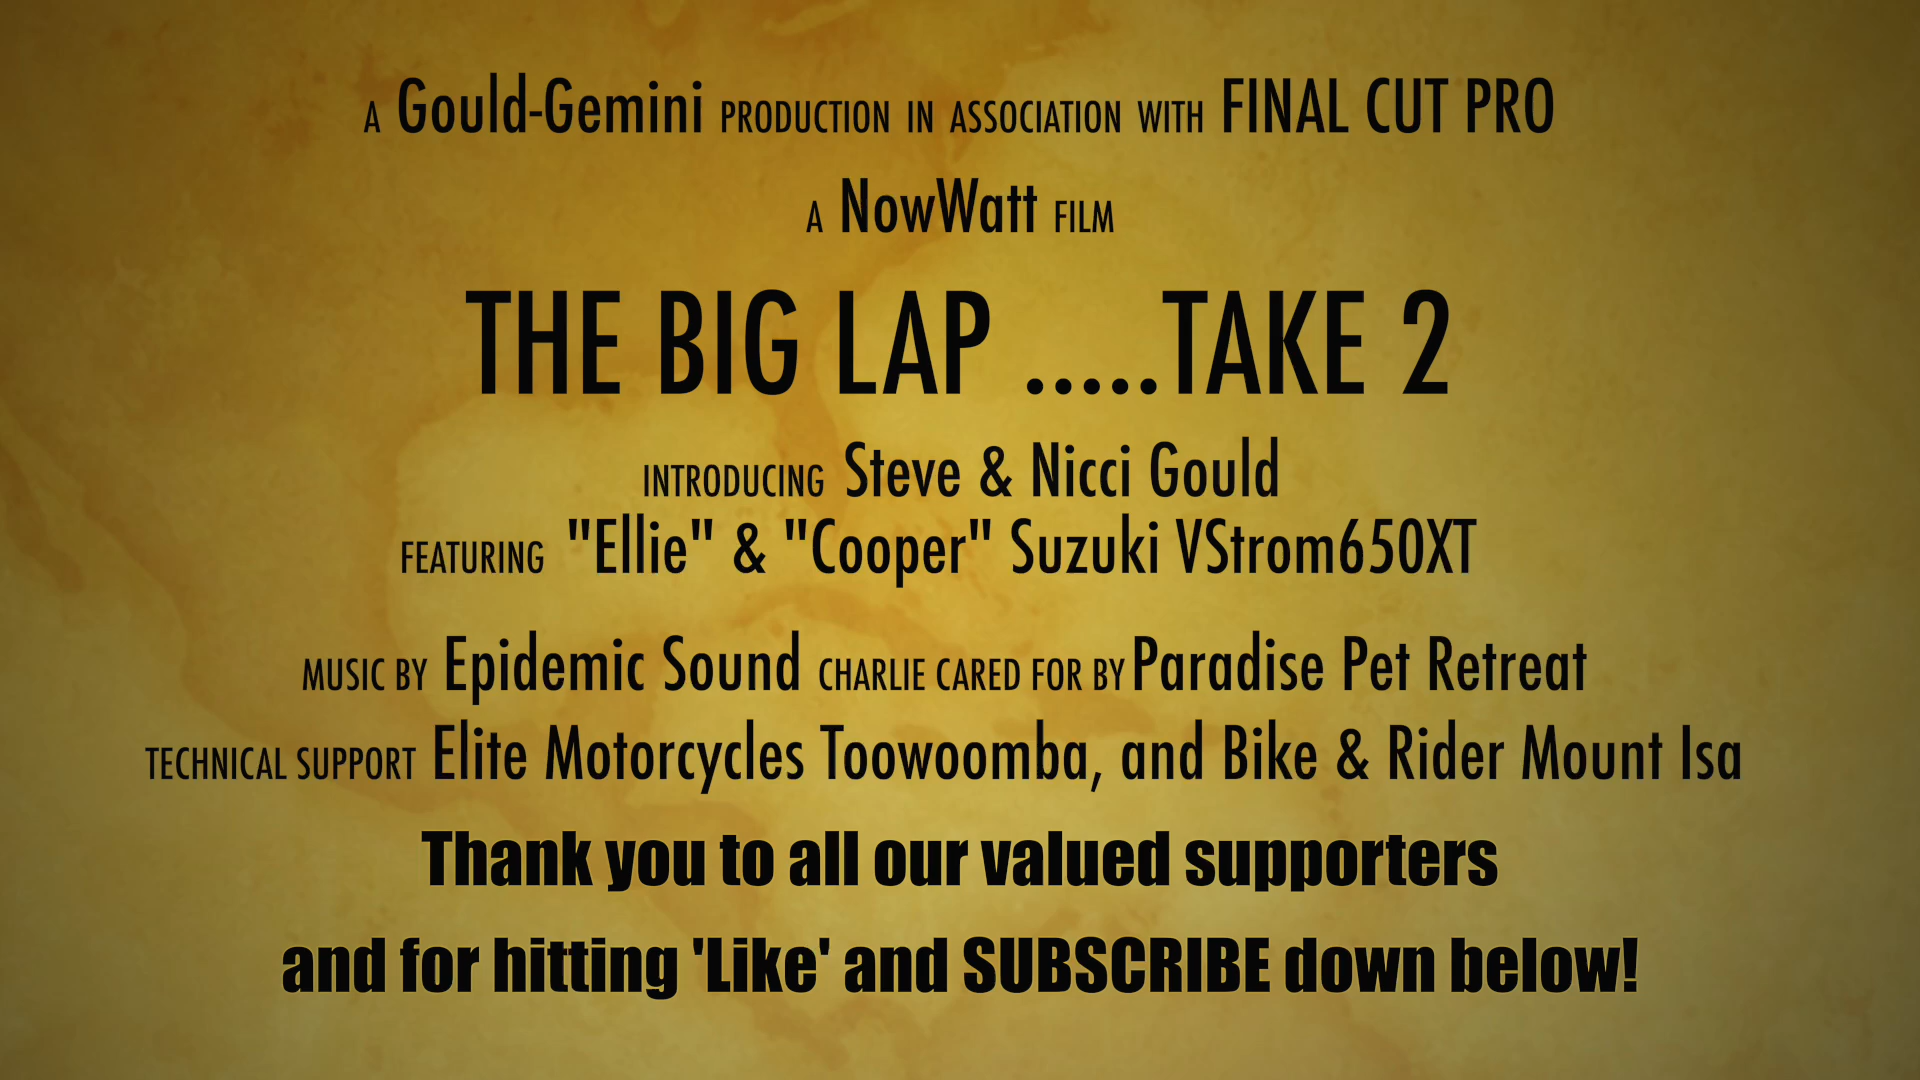 A Gould-Gemini PRODUCTION IN ASSOCIATION WITH FINAL CUT PRO
A NowWatt FILM
THE BIG LAP .....TAKE 2
INTRODUCING Steve & Nicci Gould
FEATURING "Ellie" & "Cooper" Suzuki VStrom650XT
MUSIC BY Epidemic Sound CHARLIE CARED FOR BY Paradise Pet Retreat
TECHNICAL SUPPORT Elite Motorcycles Toowoomba, and Bike & Rider Mount Isa
Thank you to all our valued supporters
and for hitting 'Like' and SUBSCRIBE down below!